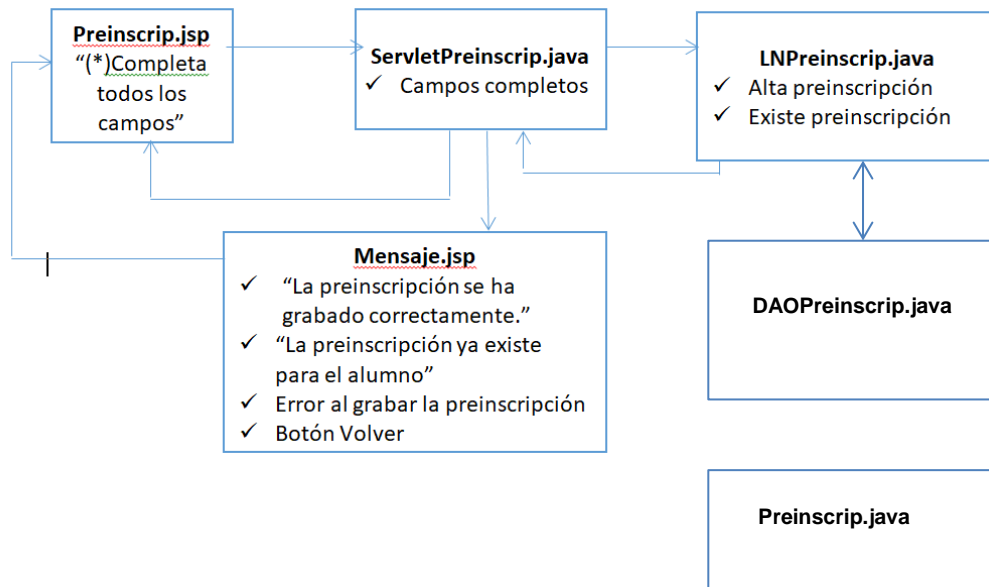 Preinscrip.jsp
“(*)Completa
todos los
campos”
ServletPreinscrip.java
✓ Campos completos
LNPreinscrip.java
✓ Alta preinscripción
✓ Existe preinscripción
Mensaje.jsp
✓ “La preinscripción se ha
grabado correctamente.”
✓ “La preinscripción ya existe
para el alumno”
✓ Error al grabar la preinscripción
✓ Botón Volver
DAOPreinscrip.java
Preinscrip.java